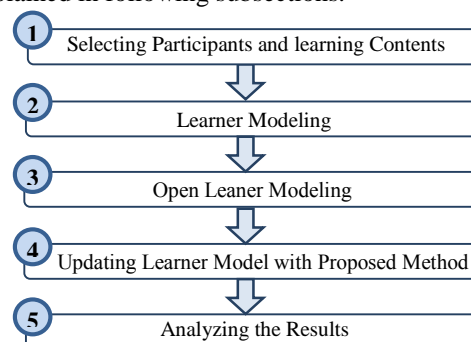 lained in following subsections.
1 Selecting Participants and learning Contents
2 Learner Modeling
3 Open Leaner Modeling
4 Updating Learner Model with Proposed Method
5 Analyzing the Results